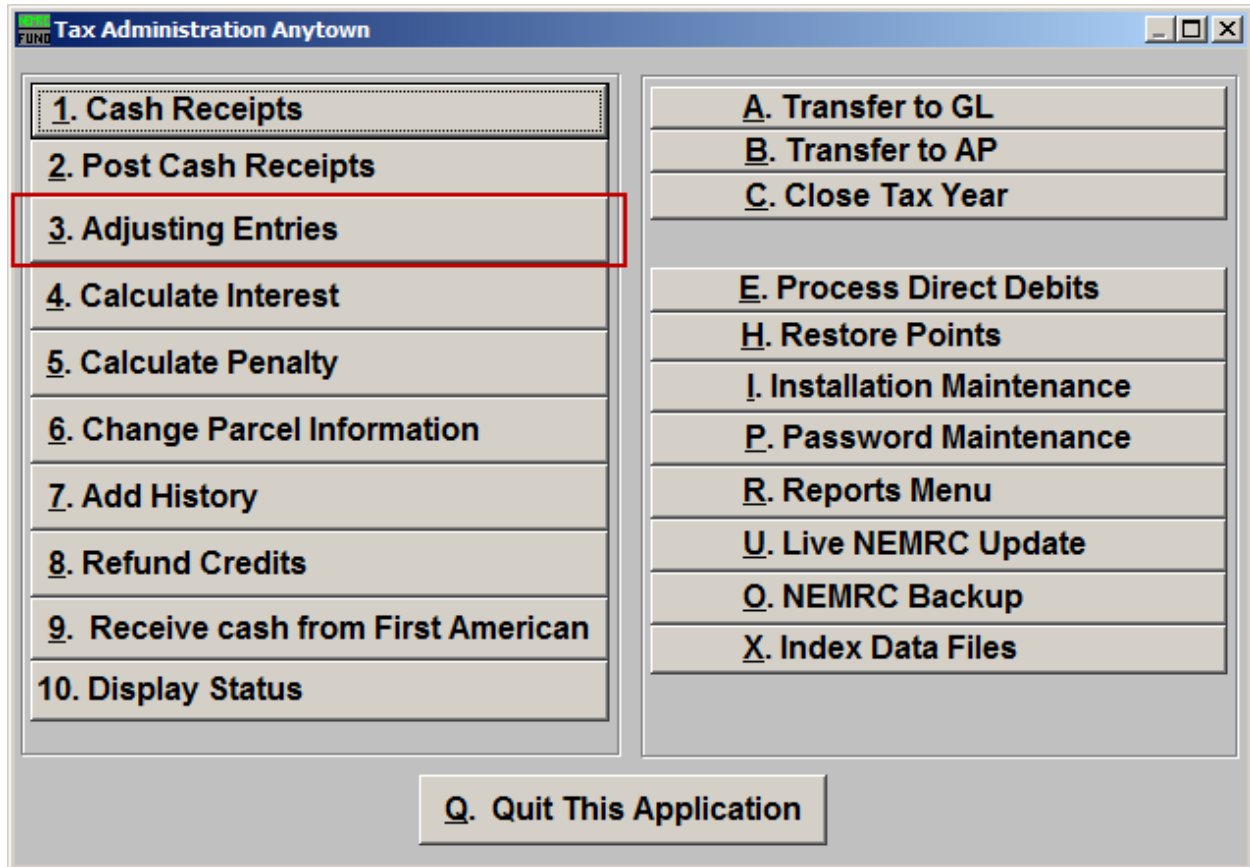 NEMRC
FUND
Tax Administration Anytown
1. Cash Receipts
2. Post Cash Receipts
3. Adjusting Entries
4. Calculate Interest
5. Calculate Penalty
6. Change Parcel Information
7. Add History
8. Refund Credits
9. Receive cash from First American
10. Display Status
A. Transfer to GL
B. Transfer to AP
C. Close Tax Year
E. Process Direct Debits
H. Restore Points
I. Installation Maintenance
P. Password Maintenance
R. Reports Menu
U. Live NEMRC Update
O. NEMRC Backup
X. Index Data Files
Q. Quit This Application